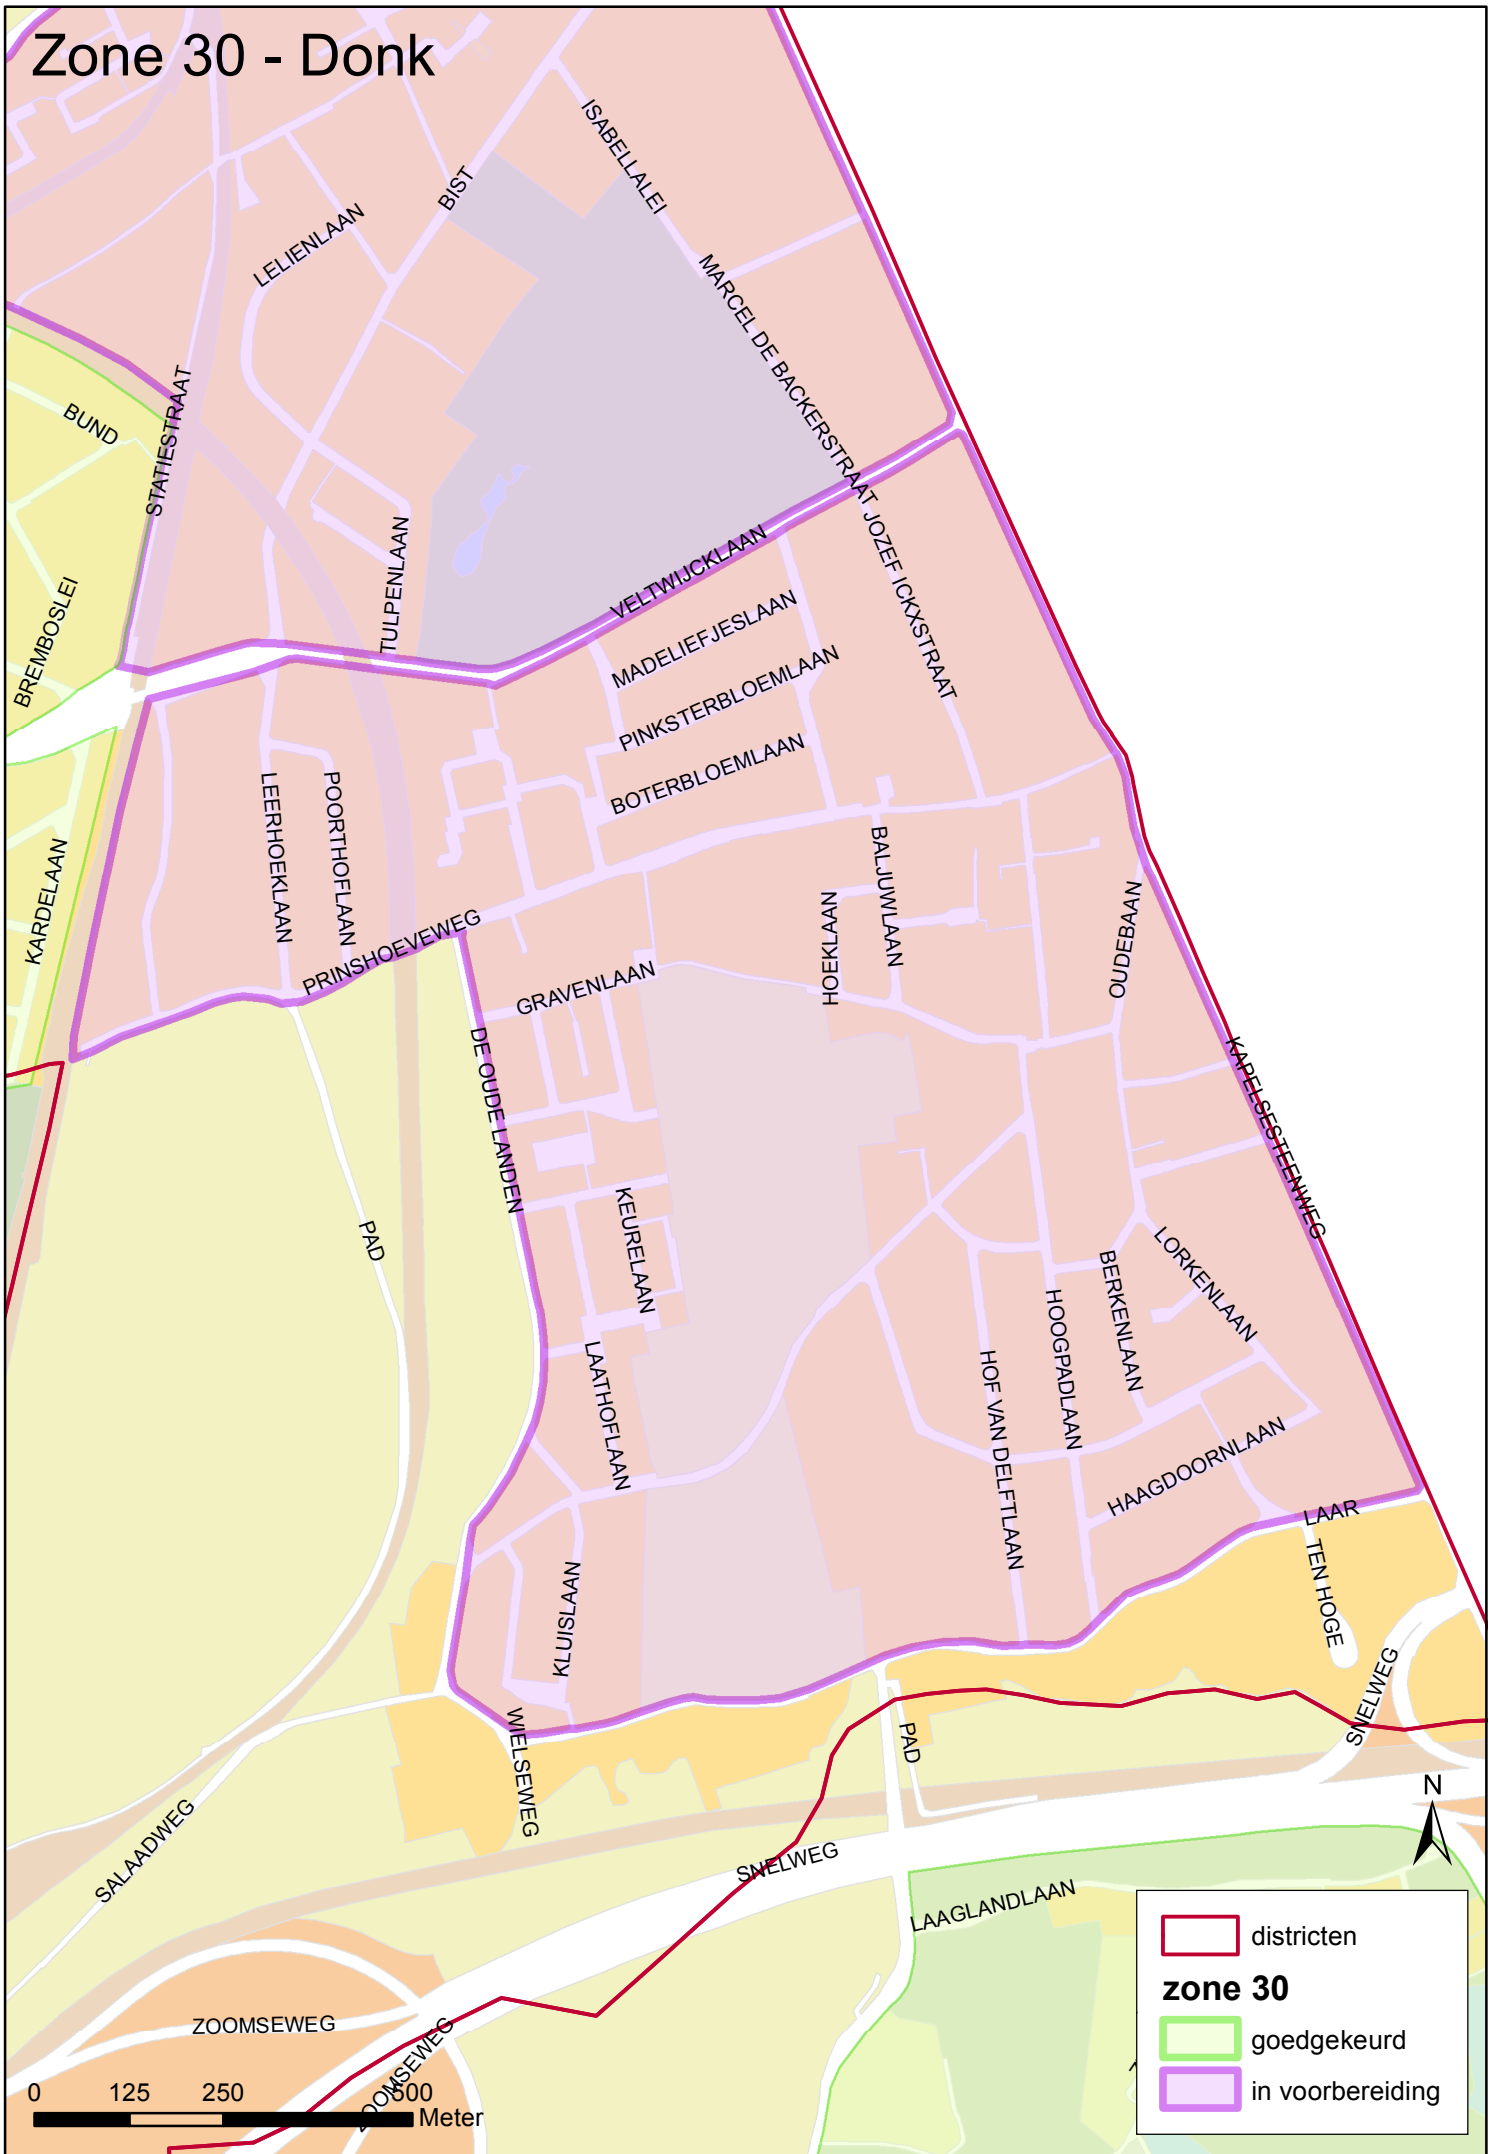 Zone 30 - Donk
ISABELLALEI
BIST
LELIENLAAN
MARCEL DE BACKERSTRAAT
STATIESTRAAT
BUND
JOZEF ICKXSTRAAT
TULPENLAAN
VELTWIJCKLAAN
BREMBOSLEI
MADELIEFJESLAAN
PINKSTERBLOEMLAAN
BOTERBLOEMLAAN
LEERHOEKLAAN
POORTHOFLAAN
KARDELAAN
BALJUWLAAN
HOEKLAAN
OUDEBAAN
PRINSHOEVEWEG
GRAVENLAAN
DE OUDE LANDEN
KAPELSESTEENWEG
PAD
KEURELAAN
LORKENLAAN
BERKENLAAN
HOOGPADLAAN
LAATHOFLAAN
HOF VAN DELFTLAAN
HAAGDOORNLAAN
LAAR
TEN HOGE
KLUISLAAN
SNELWEG
WIELSEWEG
PAD
SALAADWEG
SNELWEG
LAAGLANDLAAN
ZOOMSEWEG
ZOOMSEWEG
N
districten
zone 30
goedgekeurd
in voorbereiding
0 125 250 500
Meter